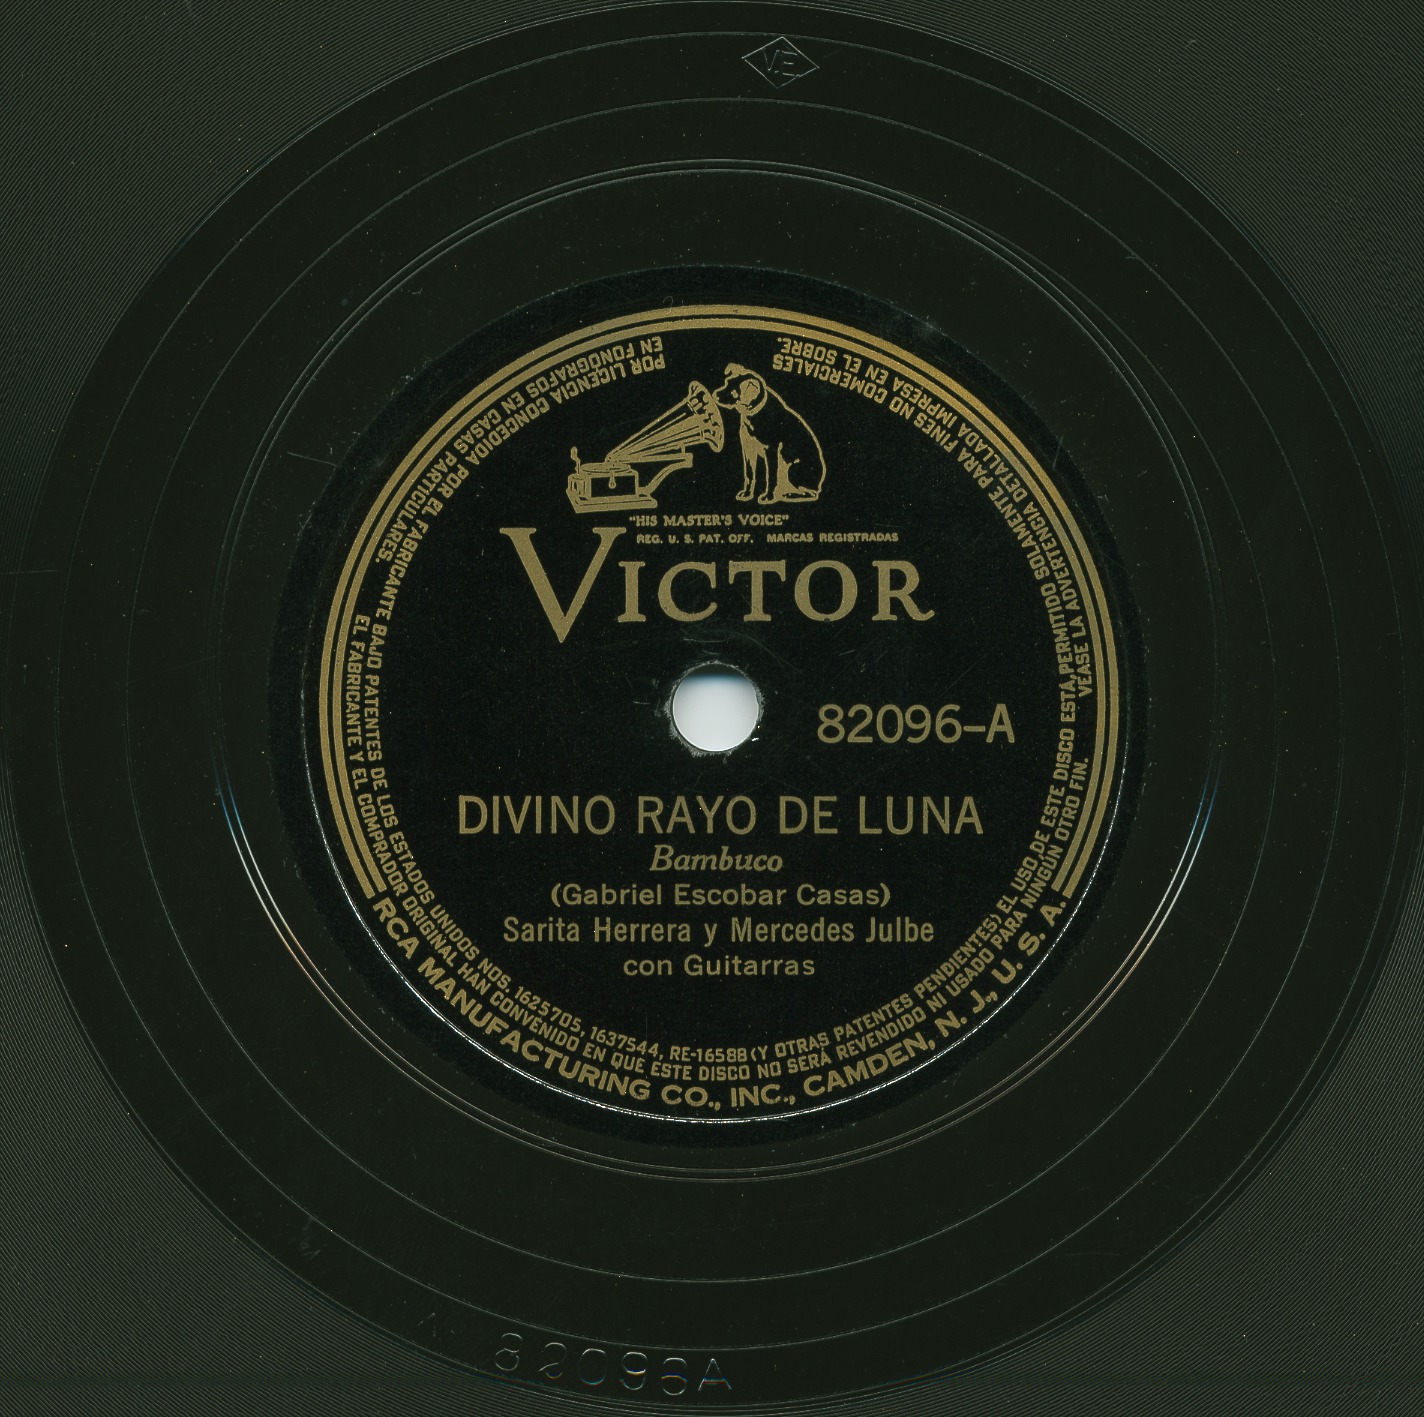 V.E.
"HIS MASTER'S VOICE"
REG. U. S. PAT. OFF. MARCAS REGISTRADAS
VICTOR
82096-A
DIVINO RAYO DE LUNA
Bambuco
(Gabriel Escobar Casas)
Sarita Herrera y Mercedes Julbe
con Guitarras
POR LICENCIA CONCEDIDA POR EL FABRICANTE BAJO PATENTES DE LOS ESTADOS UNIDOS NOS. 1625705, 1637544, RE-16588 (Y OTRAS PATENTES PENDIENTES) EL USO DE ESTE DISCO ESTA PERMITIDO SOLAMENTE PARA FINES NO COMERCIALES
EN FONOGRAFOS EN CASAS PARTICULARES.
EL FABRICANTE Y EL COMPRADOR ORIGINAL HAN CONVENIDO EN QUE ESTE DISCO NO SERÁ REVENDIDO NI USADO PARA NINGÚN OTRO FIN.
VEASE LA ADVERTENCIA DETALLADA IMPRESA EN EL SOBRE.
RCA MANUFACTURING CO., INC., CAMDEN, N. J., U. S. A.
82096A